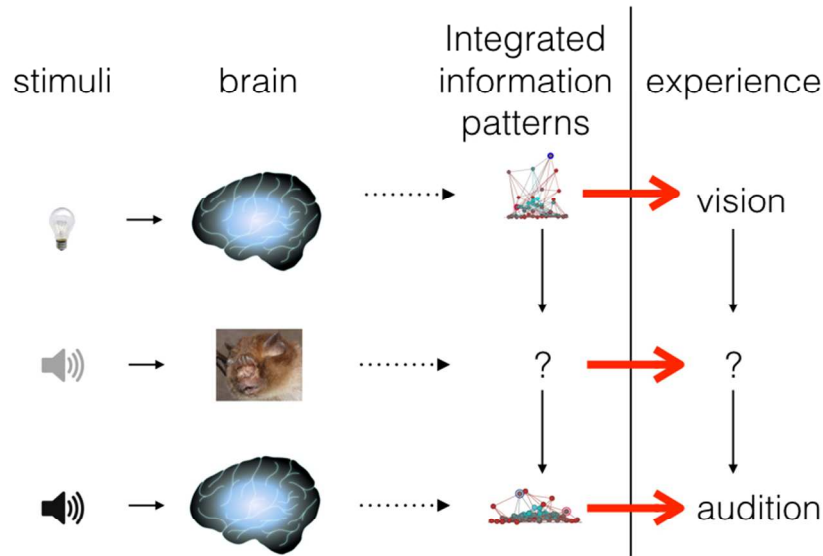 stimuli
brain
Integrated
information
patterns
experience
vision
?
?
audition